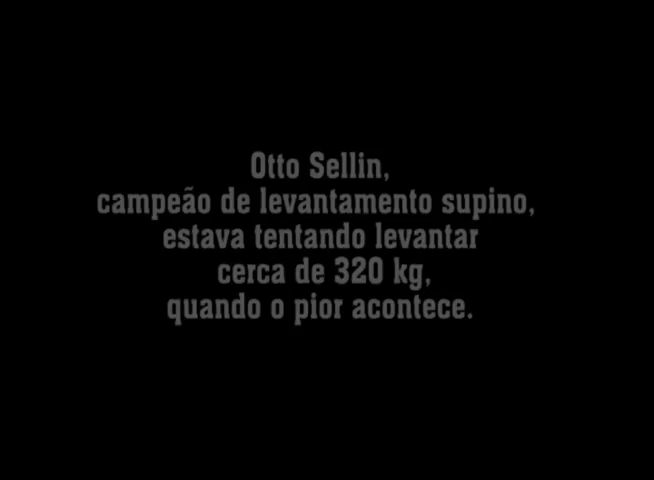 Otto Sellin,
campeão de levantamento supino,
estava tentando levantar
cerca de 320 kg,
quando o pior acontece.